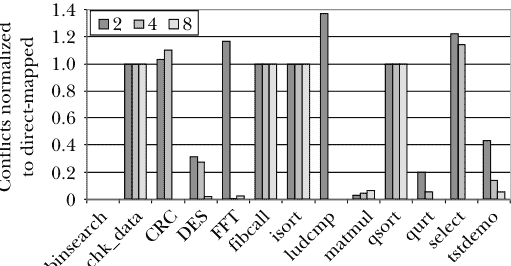 Conflicts normalized
to direct-mapped
1.4
1.2
1.0
0.8
0.6
0.4
0.2
0
2 4 8
binsearch
chk_data
CRC
DES
FFT
fibcall
isort
ludcmp
matmul
qsort
qurt
select
tstdemo